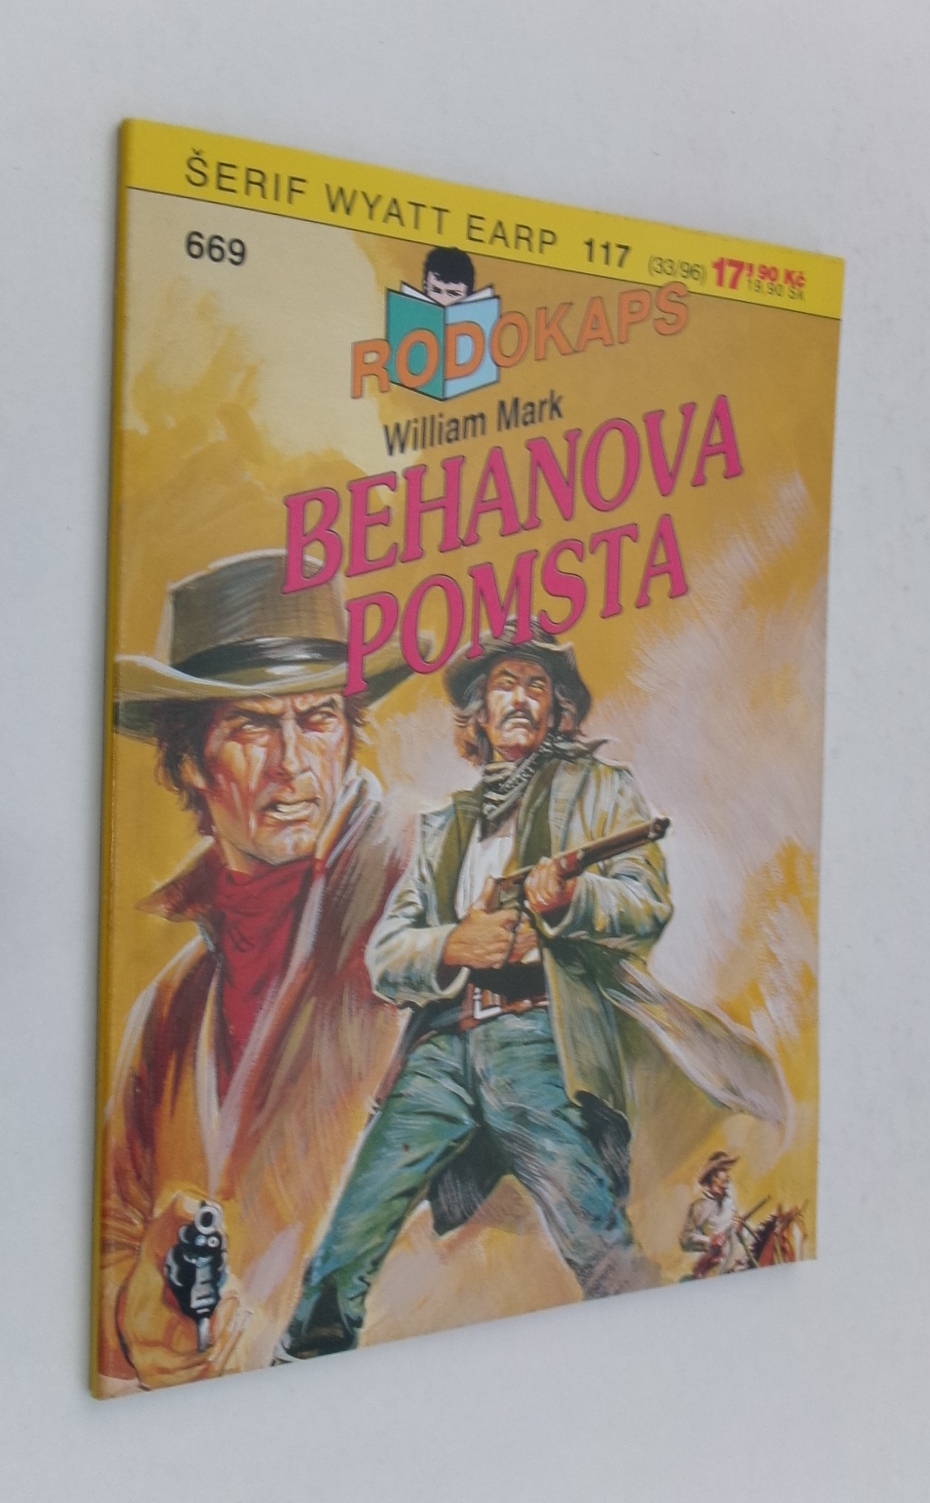 ŠERIF WYATT EARP 117 (33/96) 17,90 Kč
19,90 Sk
669
RODOKAPS
William Mark
BEHANOVA
POMSTA